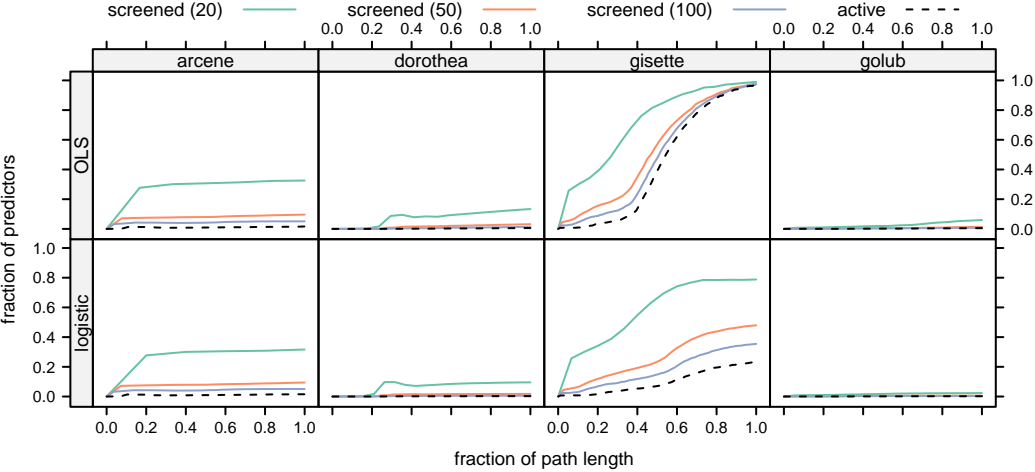 screened (20) screened (50) screened (100) active
0.0 0.2 0.4 0.6 0.8 1.0 0.0 0.2 0.4 0.6 0.8 1.0
arcene dorothea gisette golub
OLS
1.0
0.8
0.6
0.4
0.2
0.0
logistic
1.0
0.8
0.6
0.4
0.2
0.0
fraction of predictors
0.0 0.2 0.4 0.6 0.8 1.0 0.0 0.2 0.4 0.6 0.8 1.0
fraction of path length